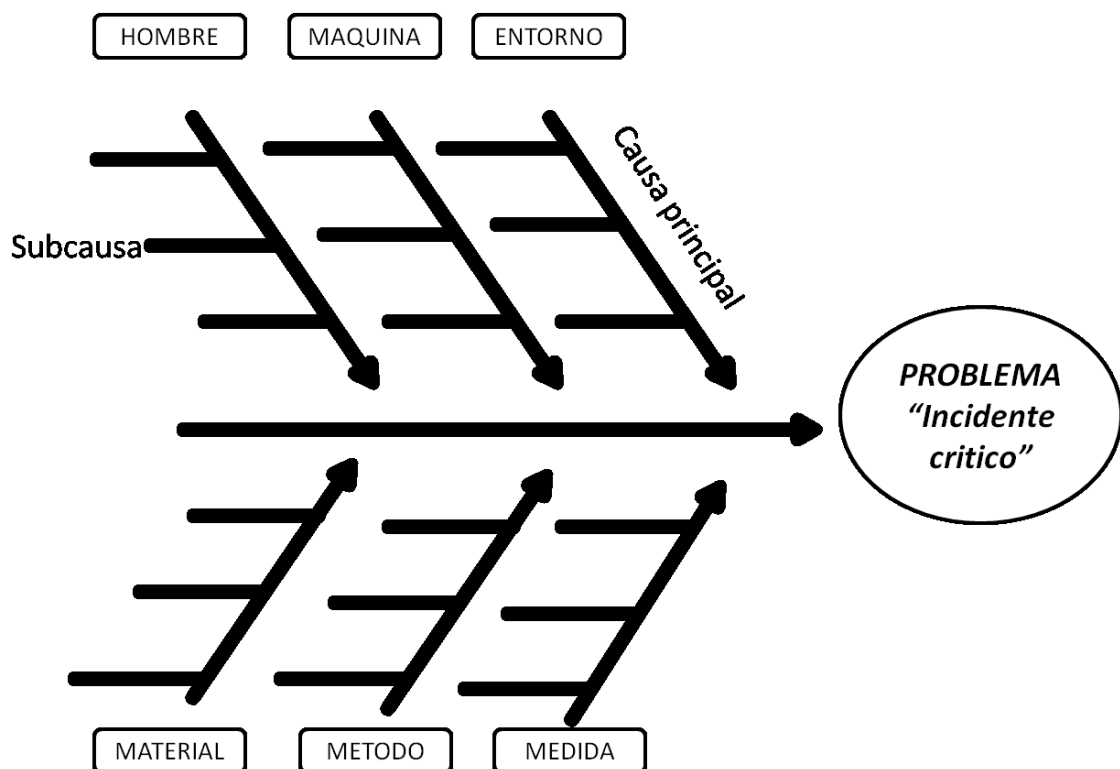 HOMBRE
MAQUINA
ENTORNO
Causa principal
Subcausa
PROBLEMA
“Incidente
critico”
MATERIAL
METODO
MEDIDA